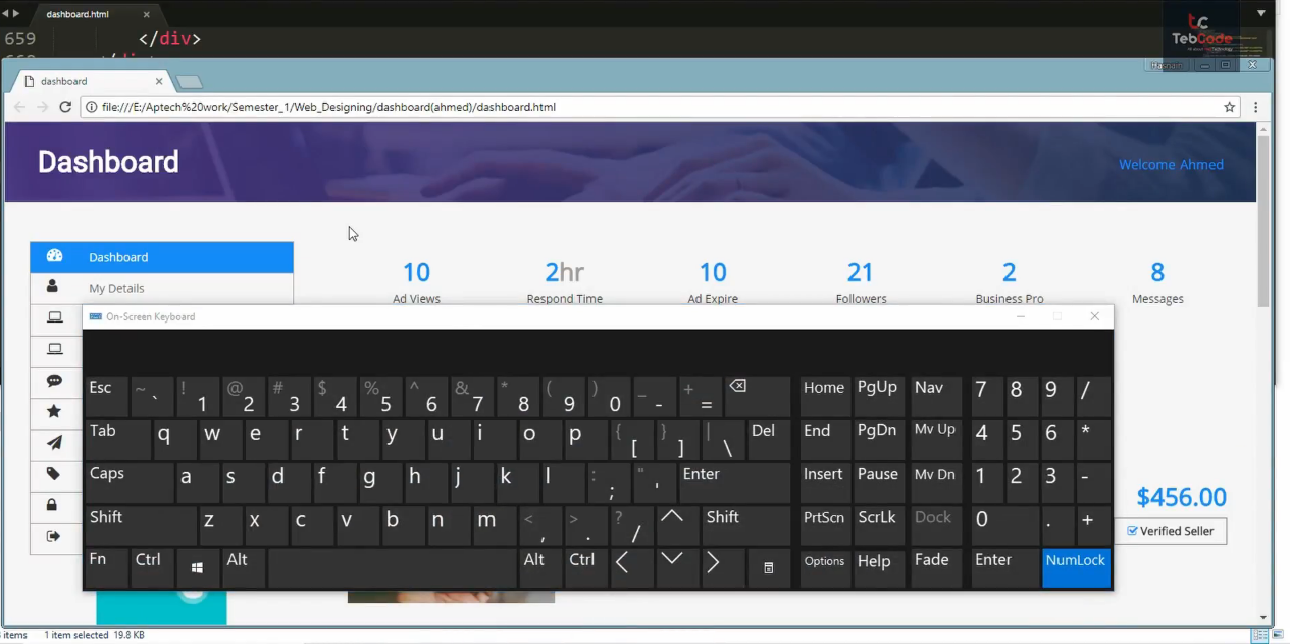 dashboard.html
tc
TebCode
659 </div>
dashboard
Hasnain
file:///E:/Aptech%20work/Semester_1/Web_Designing/dashboard(ahmed)/dashboard.html
Dashboard
Welcome Ahmed
Dashboard
My Details
10 2hr 10 21 2 8
Ad Views Respond Time Ad Expire Followers Business Pro Messages
On-Screen Keyboard
Esc ~ ` ! 1 @ 2 # 3 $ 4 % 5 ^ 6 & 7 * 8 ( 9 ) 0 _ - + = Home PgUp Nav 7 8 9 /
Tab q w e r t y u i o p { [ } ] | \ Del End PgDn Mv Up 4 5 6 *
Caps a s d f g h j k l : ; " ' Enter Insert Pause Mv Dn 1 2 3 -
Shift z x c v b n m < , > . ? / Shift PrtScn ScrLk Dock 0 . +
Fn Ctrl Alt Alt Ctrl Options Help Fade Enter NumLock
$456.00
Verified Seller
items 1 item selected 19.8 KB